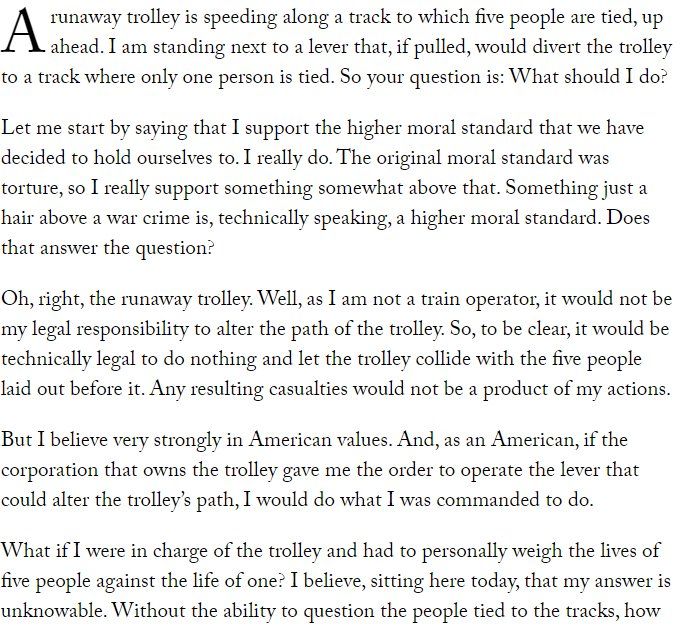 A runaway trolley is speeding along a track to which five people are tied, up
ahead. I am standing next to a lever that, if pulled, would divert the trolley
to a track where only one person is tied. So your question is: What should I do?
Let me start by saying that I support the higher moral standard that we have
decided to hold ourselves to. I really do. The original moral standard was
torture, so I really support something somewhat above that. Something just a
hair above a war crime is, technically speaking, a higher moral standard. Does
that answer the question?
Oh, right, the runaway trolley. Well, as I am not a train operator, it would not be
my legal responsibility to alter the path of the trolley. So, to be clear, it would be
technically legal to do nothing and let the trolley collide with the five people
laid out before it. Any resulting casualties would not be a product of my actions.
But I believe very strongly in American values. And, as an American, if the
corporation that owns the trolley gave me the order to operate the lever that
could alter the trolley’s path, I would do what I was commanded to do.
What if I were in charge of the trolley and had to personally weigh the lives of
five people against the life of one? I believe, sitting here today, that my answer is
unknowable. Without the ability to question the people tied to the tracks, how